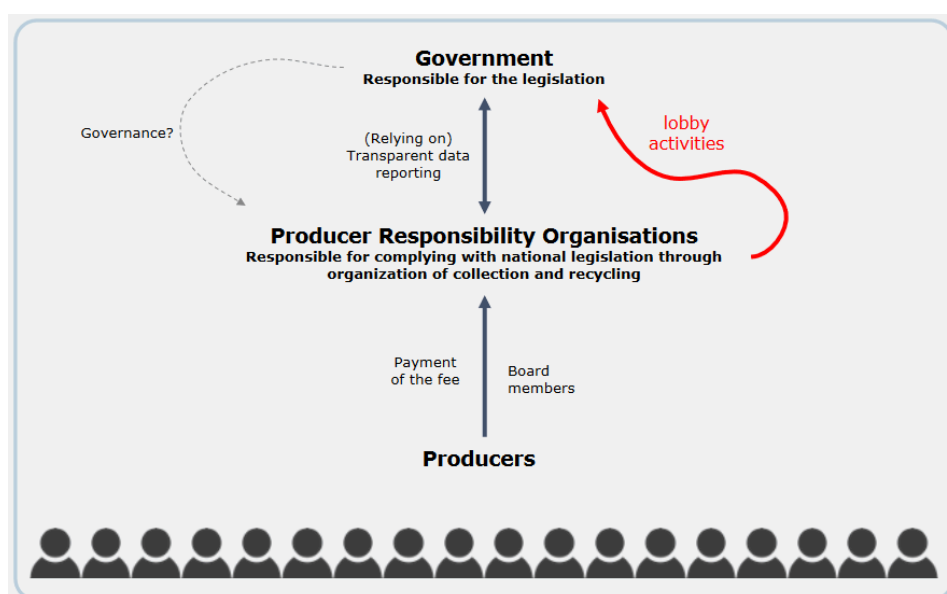 Government
Responsible for the legislation
Governance?
(Relying on)
Transparent data
reporting
lobby
activities
Producer Responsibility Organisations
Responsible for complying with national legislation through
organization of collection and recycling
Payment
of the fee
Board
members
Producers